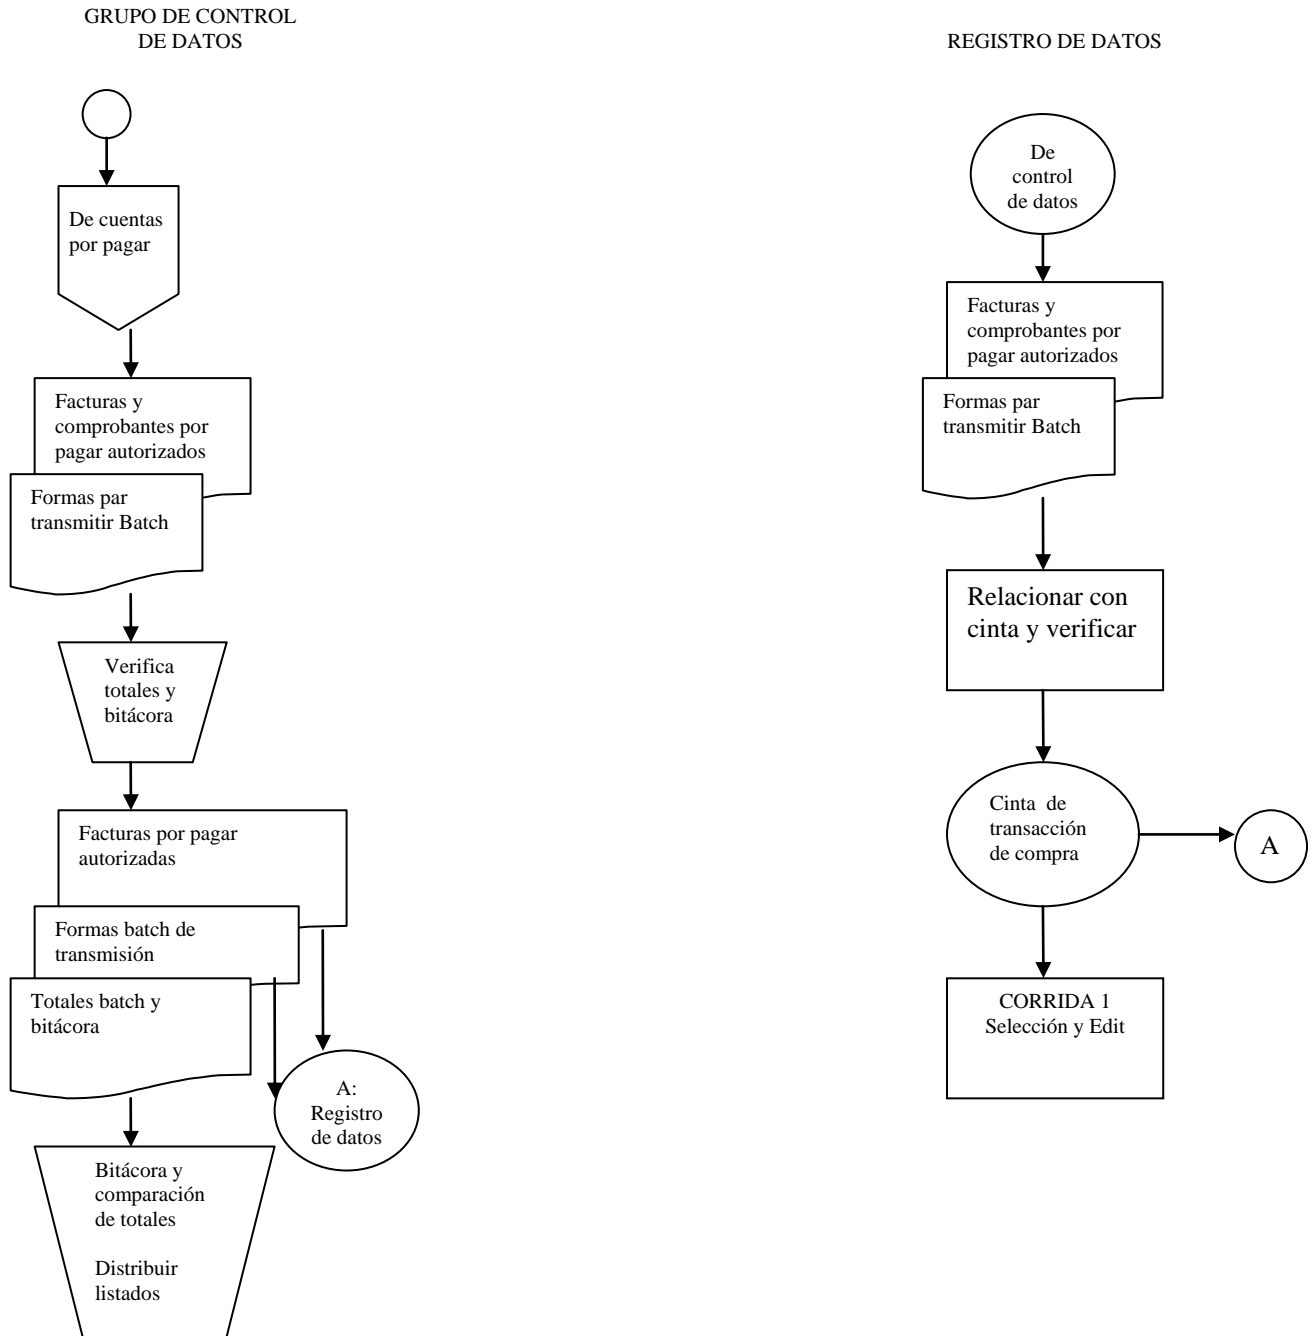 GRUPO DE CONTROL
DE DATOS
De cuentas
por pagar
Facturas y
comprobantes por
pagar autorizados
Formas par
transmitir Batch
Verifica
totales y
bitácora
Facturas por pagar
autorizadas
Formas batch de
transmisión
Totales batch y
bitácora
A:
Registro
de datos
Bitácora y
comparación
de totales
Distribuir
listados
REGISTRO DE DATOS
De
control
de datos
Facturas y
comprobantes por
pagar autorizados
Formas par
transmitir Batch
Relacionar con
cinta y verificar
Cinta de
transacción
de compra
A
CORRIDA 1
Selección y Edit